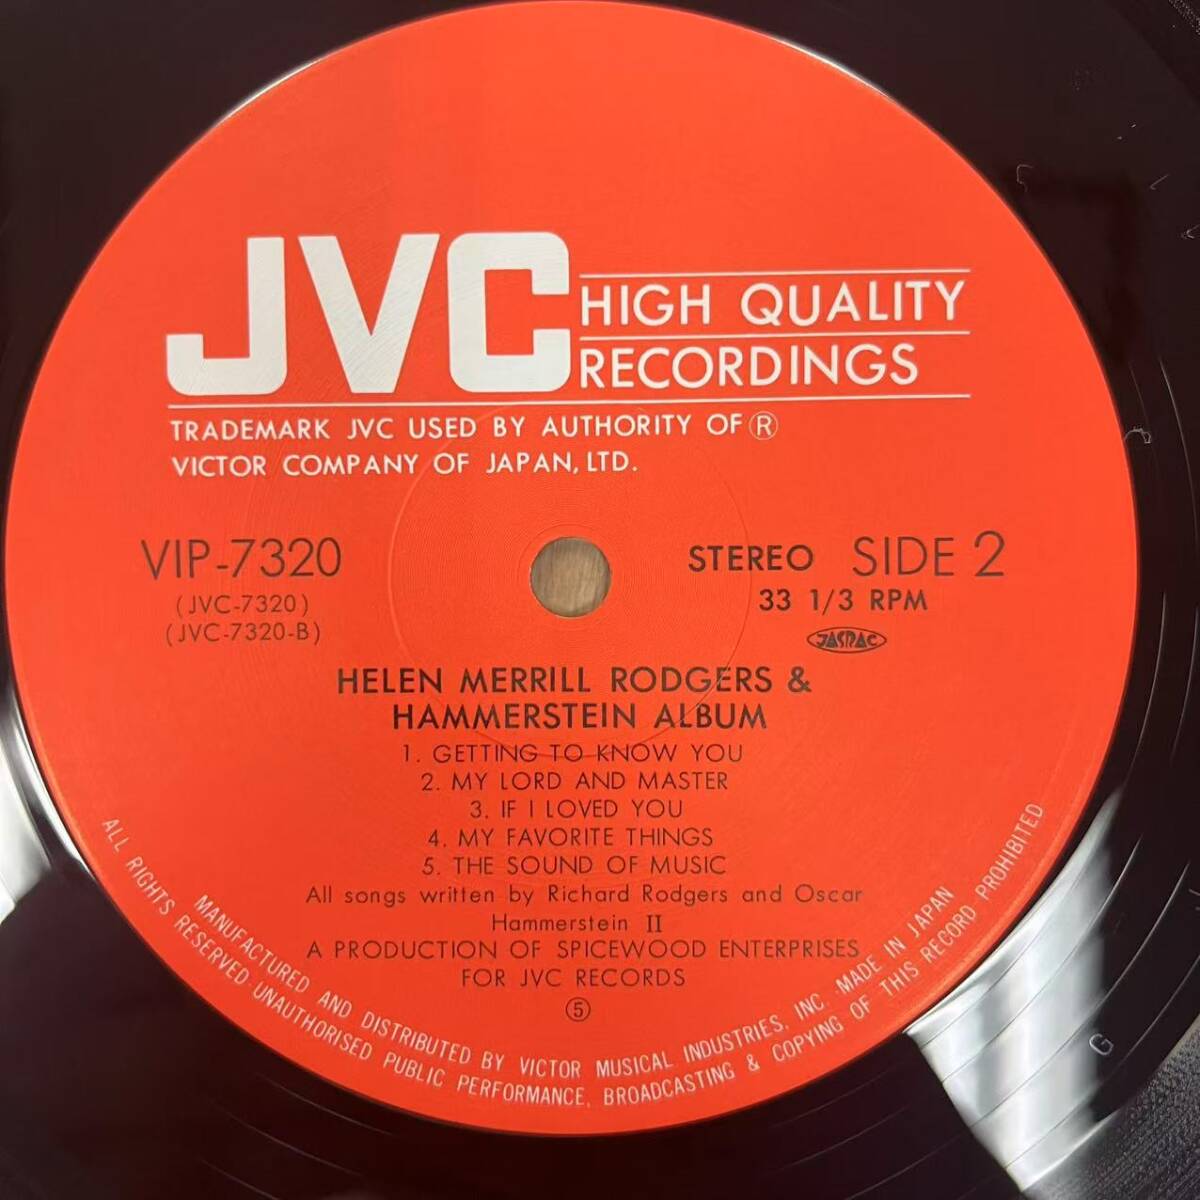 JVC
HIGH QUALITY
RECORDINGS
TRADEMARK JVC USED BY AUTHORITY OF Ⓡ
VICTOR COMPANY OF JAPAN, LTD.
VIP-7320
(JVC-7320)
(JVC-7320-B)
STEREO SIDE 2
33 1/3 RPM
JASRAC
HELEN MERRILL RODGERS &
HAMMERSTEIN ALBUM
1. GETTING TO KNOW YOU
2. MY LORD AND MASTER
3. IF I LOVED YOU
4. MY FAVORITE THINGS
5. THE SOUND OF MUSIC
All songs written by Richard Rodgers and Oscar
Hammerstein II
A PRODUCTION OF SPICEWOOD ENTERPRISES
FOR JVC RECORDS
⑤
MANUFACTURED AND DISTRIBUTED BY VICTOR MUSICAL INDUSTRIES, INC. MADE IN JAPAN
ALL RIGHTS RESERVED·UNAUTHORISED PUBLIC PERFORMANCE, BROADCASTING & COPYING OF THIS RECORD PROHIBITED
G